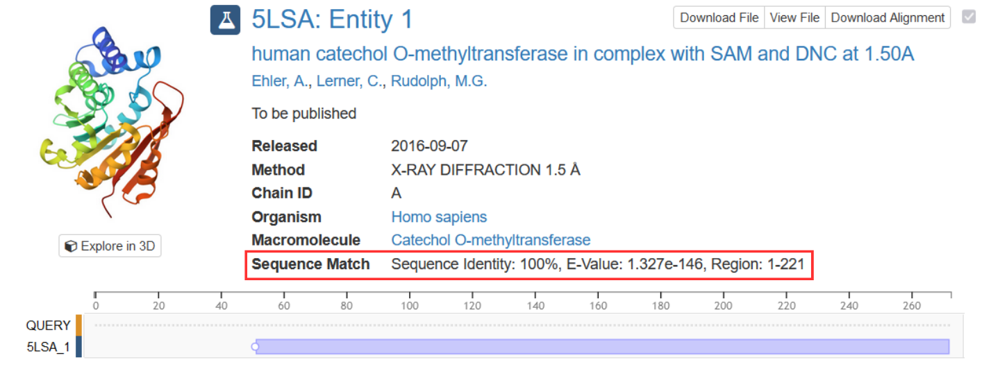 5LSA: Entity 1
Download File View File Download Alignment
human catechol O-methyltransferase in complex with SAM and DNC at 1.50A
Ehler, A., Lerner, C., Rudolph, M.G.
To be published
Released 2016-09-07
Method X-RAY DIFFRACTION 1.5 Å
Chain ID A
Organism Homo sapiens
Macromolecule Catechol O-methyltransferase
Sequence Match Sequence Identity: 100%, E-Value: 1.327e-146, Region: 1-221
Explore in 3D
0 20 40 60 80 100 120 140 160 180 200 220 240 260
QUERY
5LSA_1